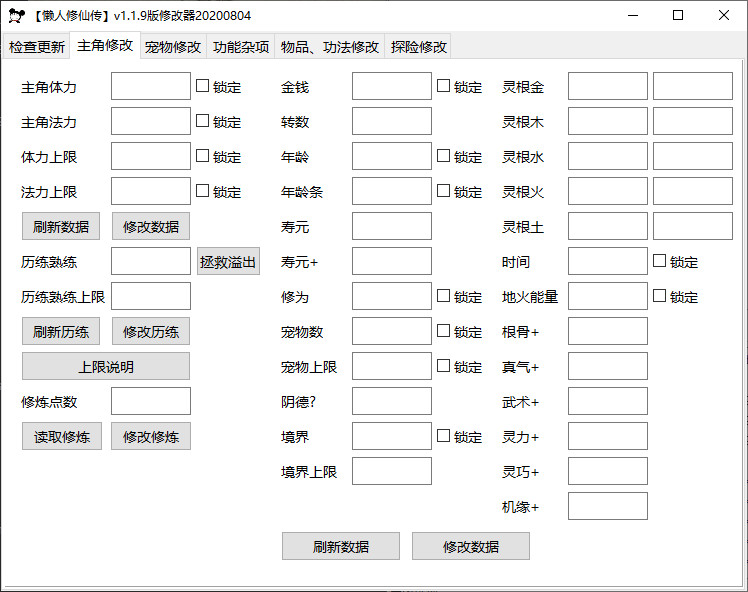 【懒人修仙传】v1.1.9版修改器20200804
检查更新 主角修改 宠物修改 功能杂项 物品、功法修改 探险修改
主角体力 锁定 金钱 锁定 灵根金
主角法力 锁定 转数 灵根木
体力上限 锁定 年龄 锁定 灵根水
法力上限 锁定 年龄条 锁定 灵根火
刷新数据 修改数据 寿元 灵根土
历练熟练 拯救溢出 寿元+ 时间 锁定
历练熟练上限 修为 锁定 地火能量 锁定
刷新历练 修改历练 宠物数 锁定 根骨+
上限说明 宠物上限 锁定 真气+
修炼点数 阴德? 武术+
读取修炼 修改修炼 境界 锁定 灵力+
境界上限 灵巧+
机缘+
刷新数据 修改数据